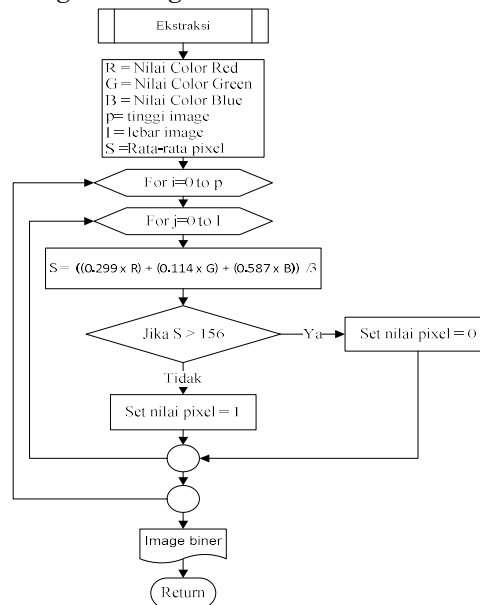 Ekstraksi
R = Nilai Color Red
G = Nilai Color Green
B = Nilai Color Blue
p= tinggi image
l = lebar image
S =Rata-rata pixel
For i=0 to p
For j=0 to l
S = ((0.299 x R) + (0.114 x G) + (0.587 x B)) /3
Jika S > 156
Ya
Set nilai pixel = 0
Tidak
Set nilai pixel = 1
Image biner
Return